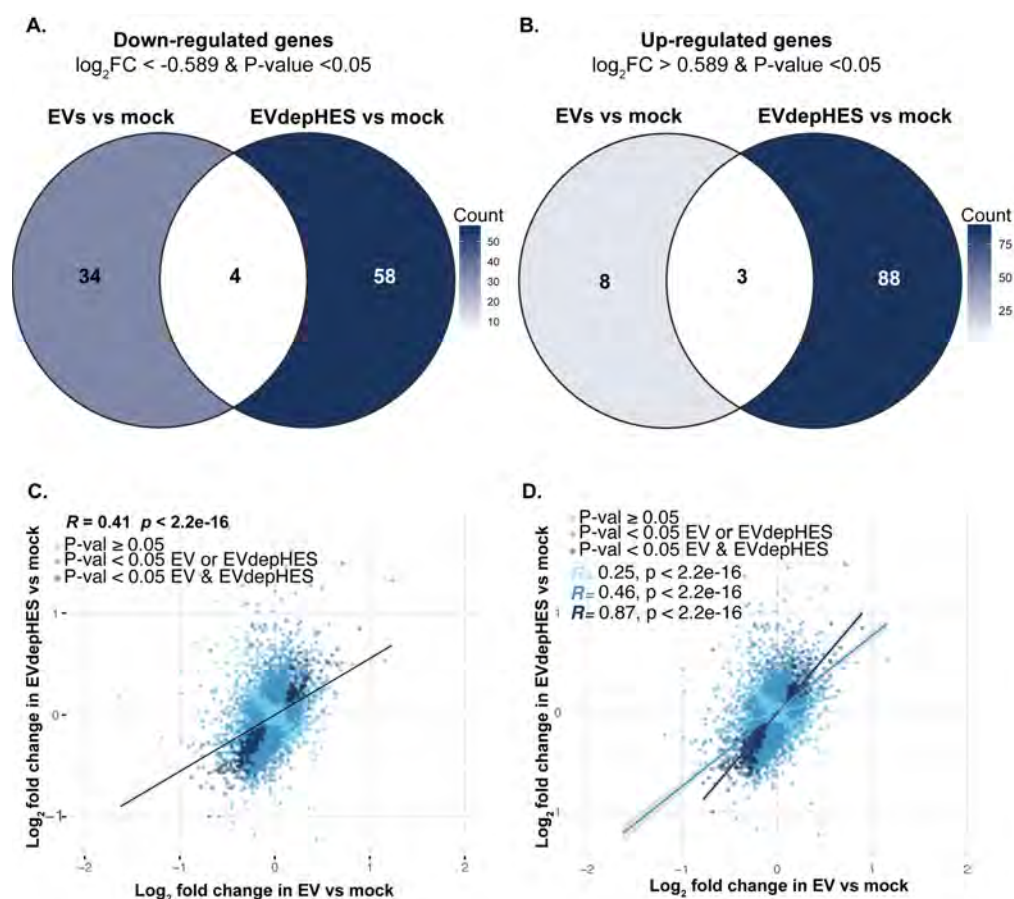 A.
Down-regulated genes
log2FC < -0.589 & P-value <0.05
EVs vs mock
EVdepHES vs mock
34
4
58
Count
50
40
30
20
10
B.
Up-regulated genes
log2FC > 0.589 & P-value <0.05
EVs vs mock
EVdepHES vs mock
8
3
88
Count
75
50
25
C.
R = 0.41 p < 2.2e-16
P-val ≥ 0.05
P-val < 0.05 EV or EVdepHES
P-val < 0.05 EV & EVdepHES
Log2 fold change in EVdepHES vs mock
1
0
−1
−2
−1
0
1
2
Log2 fold change in EV vs mock
D.
P-val ≥ 0.05
P-val < 0.05 EV or EVdepHES
P-val < 0.05 EV & EVdepHES
R= 0.25, p < 2.2e-16
R= 0.46, p < 2.2e-16
R= 0.87, p < 2.2e-16
Log2 fold change in EVdepHES vs mock
1
0
1
−2
−1
0
1
2
Log2 fold change in EV vs mock